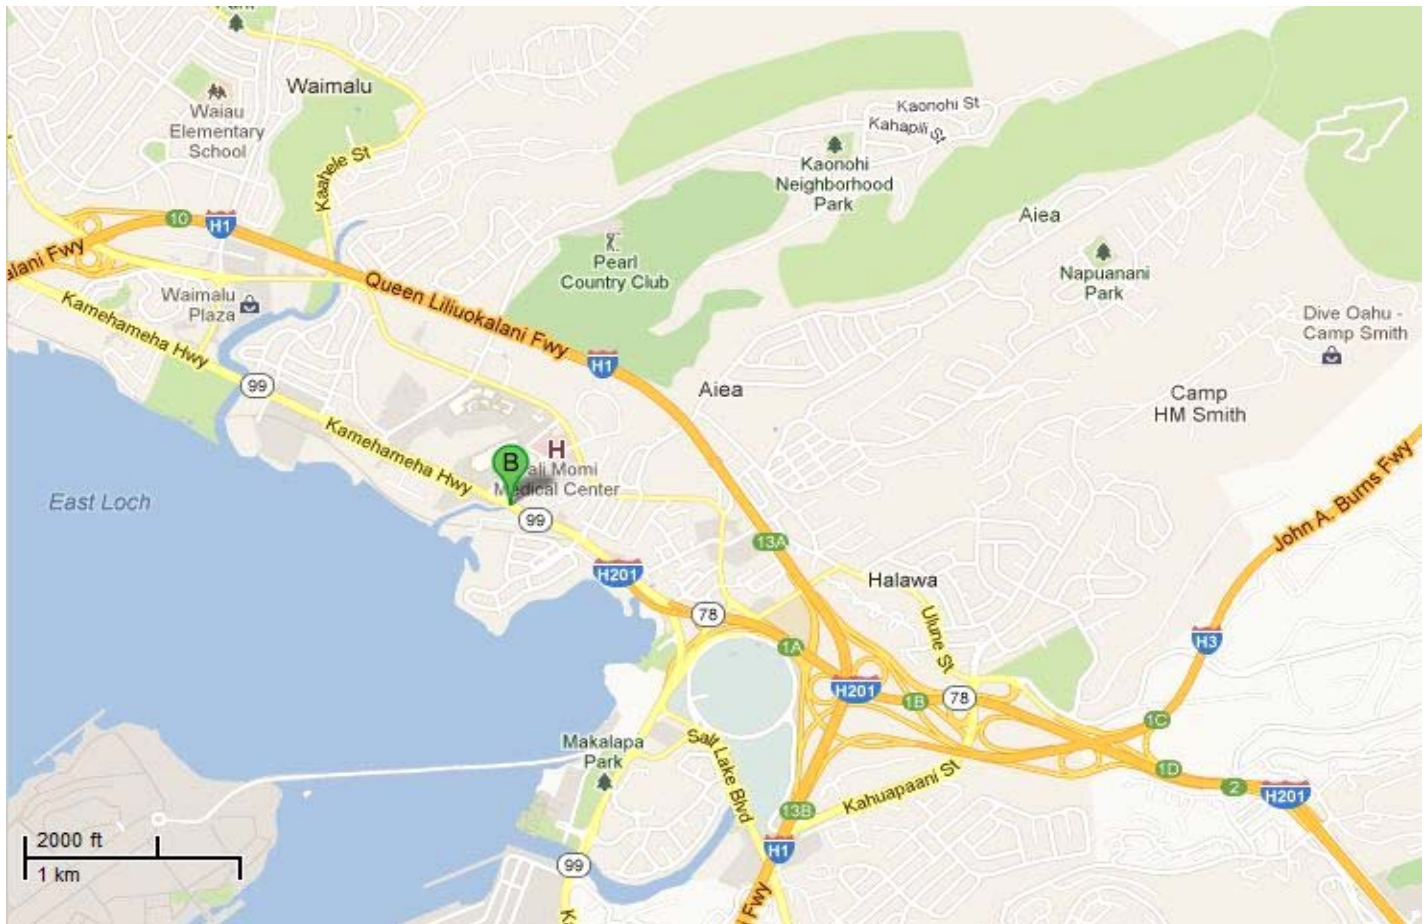 Waimalu
Waiau
Elementary
School
Kaahele St
Kaonohi St
Kahapili St
Kaonohi
Neighborhood
Park
Aiea
10
H1
alani Fwy
Pearl
Country Club
Napuanani
Park
Kamehameha Hwy
Waimalu
Plaza
Queen Liliuokalani Fwy
H1
Dive Oahu -
Camp Smith
99
Aiea
Camp
HM Smith
Kamehameha Hwy
H
B
ali Momi
Medical Center
East Loch
99
John A. Burns Fwy
13A
H201
Halawa
78
Ulune St
1A
H3
H201
1B
78
1C
Makalapa
Park
Salt Lake Blvd
1D
Kahuapaani St
2
H201
13B
2000 ft
1 km
99
H1
Fwy